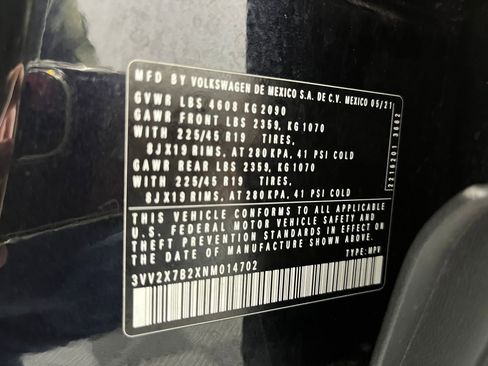 MFD BY VOLKSWAGEN DE MEXICO S.A. DE C.V. MEXICO 05/21
GVWR LBS 4608 KG 2090
GAWR FRONT LBS 2359, KG 1070
WITH 225/45 R19 TIRES,
8JX19 RIMS, AT 280 KPA, 41 PSI COLD
GAWR REAR LBS 2359, KG 1070
WITH 225/45 R19 TIRES,
8JX19 RIMS, AT 280 KPA, 41 PSI COLD
2216201 3662
THIS VEHICLE CONFORMS TO ALL APPLICABLE
U.S. FEDERAL MOTOR VEHICLE SAFETY AND
THEFT PREVENTION STANDARDS IN EFFECT ON
THE DATE OF MANUFACTURE SHOWN ABOVE.
3VV2X7B2XNM014702 TYPE: MPV